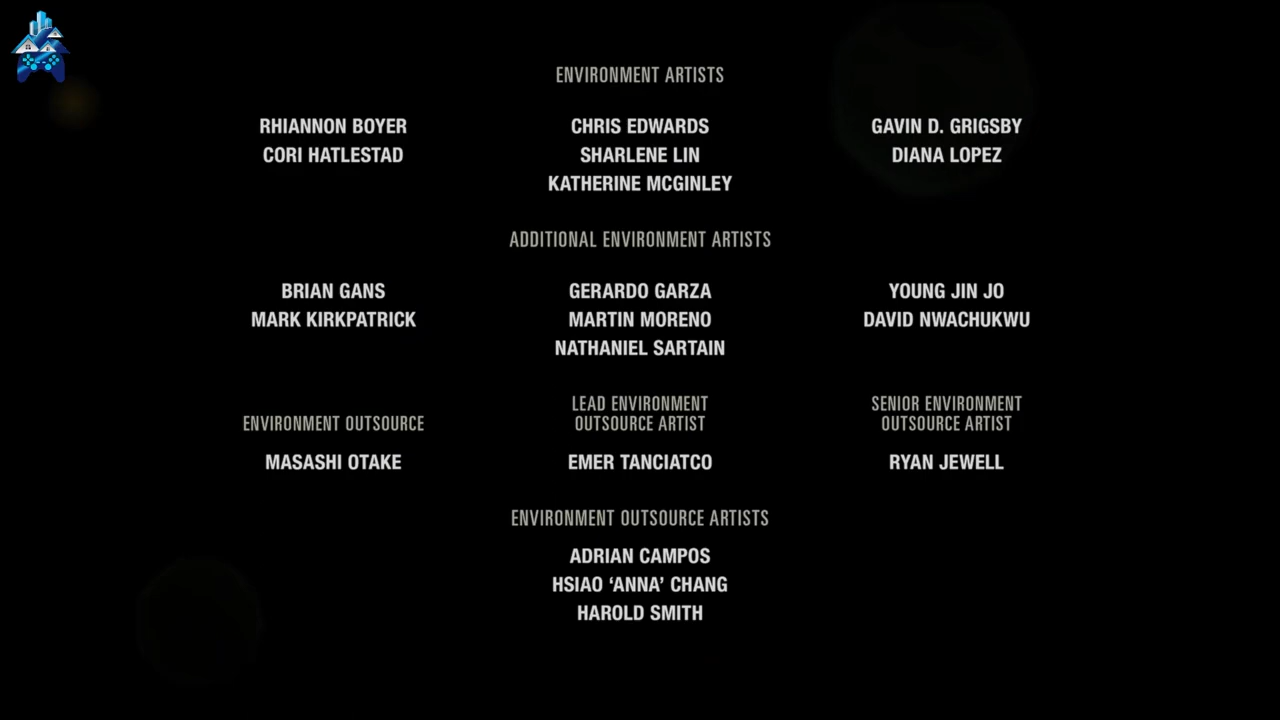 ENVIRONMENT ARTISTS
RHIANNON BOYER
CORI HATLESTAD
CHRIS EDWARDS
SHARLENE LIN
KATHERINE MCGINLEY
GAVIN D. GRIGSBY
DIANA LOPEZ
ADDITIONAL ENVIRONMENT ARTISTS
BRIAN GANS
MARK KIRKPATRICK
GERARDO GARZA
MARTIN MORENO
NATHANIEL SARTAIN
YOUNG JIN JO
DAVID NWACHUKWU
ENVIRONMENT OUTSOURCE
MASASHI OTAKE
LEAD ENVIRONMENT
OUTSOURCE ARTIST
EMER TANCIATCO
SENIOR ENVIRONMENT
OUTSOURCE ARTIST
RYAN JEWELL
ENVIRONMENT OUTSOURCE ARTISTS
ADRIAN CAMPOS
HSIAO ‘ANNA’ CHANG
HAROLD SMITH